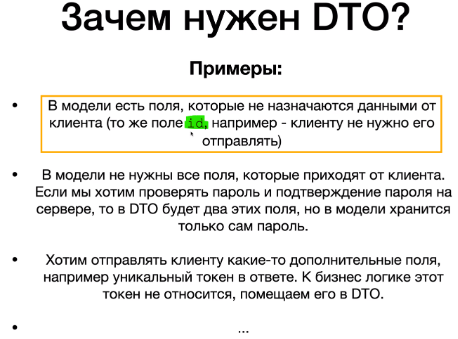 Зачем нужен DTO?
Примеры:
• В модели есть поля, которые не назначаются данными от
клиента (то же поле id, например - клиенту не нужно его
отправлять)
• В модели не нужны все поля, которые приходят от клиента.
Если мы хотим проверять пароль и подтверждение пароля на
сервере, то в DTO будет два этих поля, но в модели хранится
только сам пароль.
• Хотим отправлять клиенту какие-то дополнительные поля,
например уникальный токен в ответе. К бизнес логике этот
токен не относится, помещаем его в DTO.
• ...